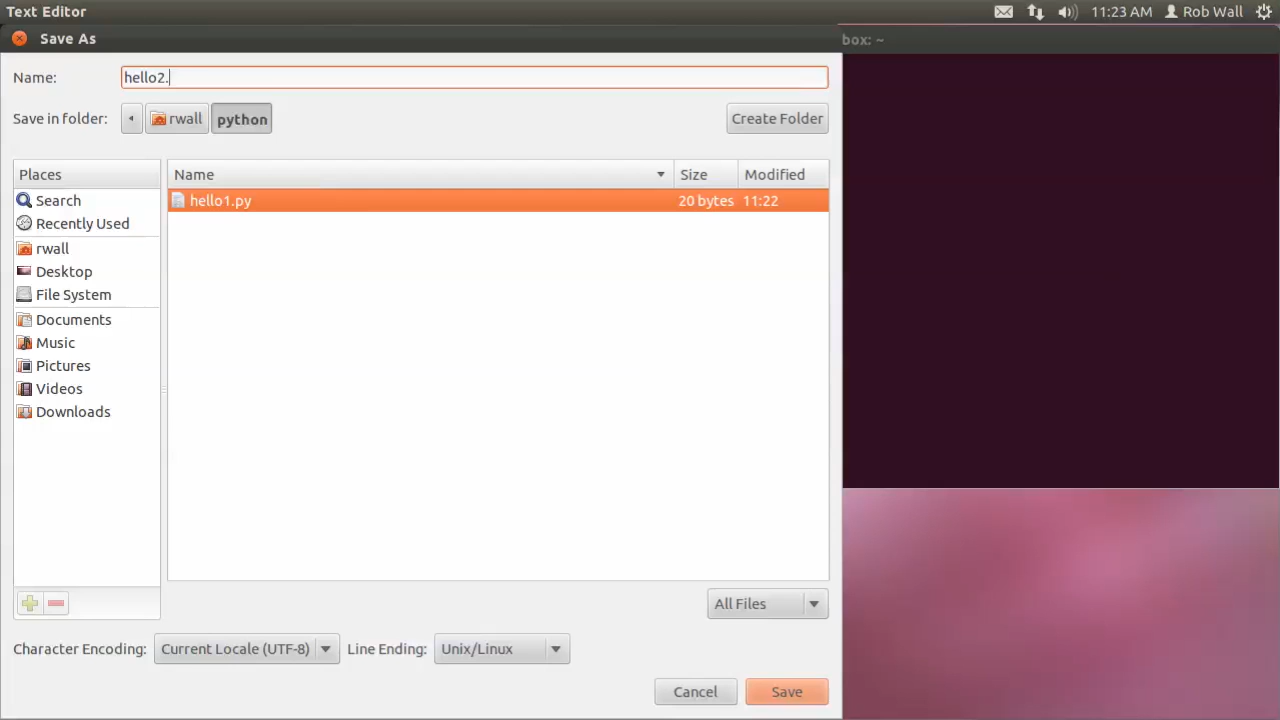 Text Editor 11:23 AM Rob Wall
Save As box: ~
Name: hello2.
Save in folder: rwall python Create Folder
Places Name Size Modified
Search hello1.py 20 bytes 11:22
Recently Used
rwall
Desktop
File System
Documents
Music
Pictures
Videos
Downloads
All Files
Character Encoding: Current Locale (UTF-8) Line Ending: Unix/Linux
Cancel Save